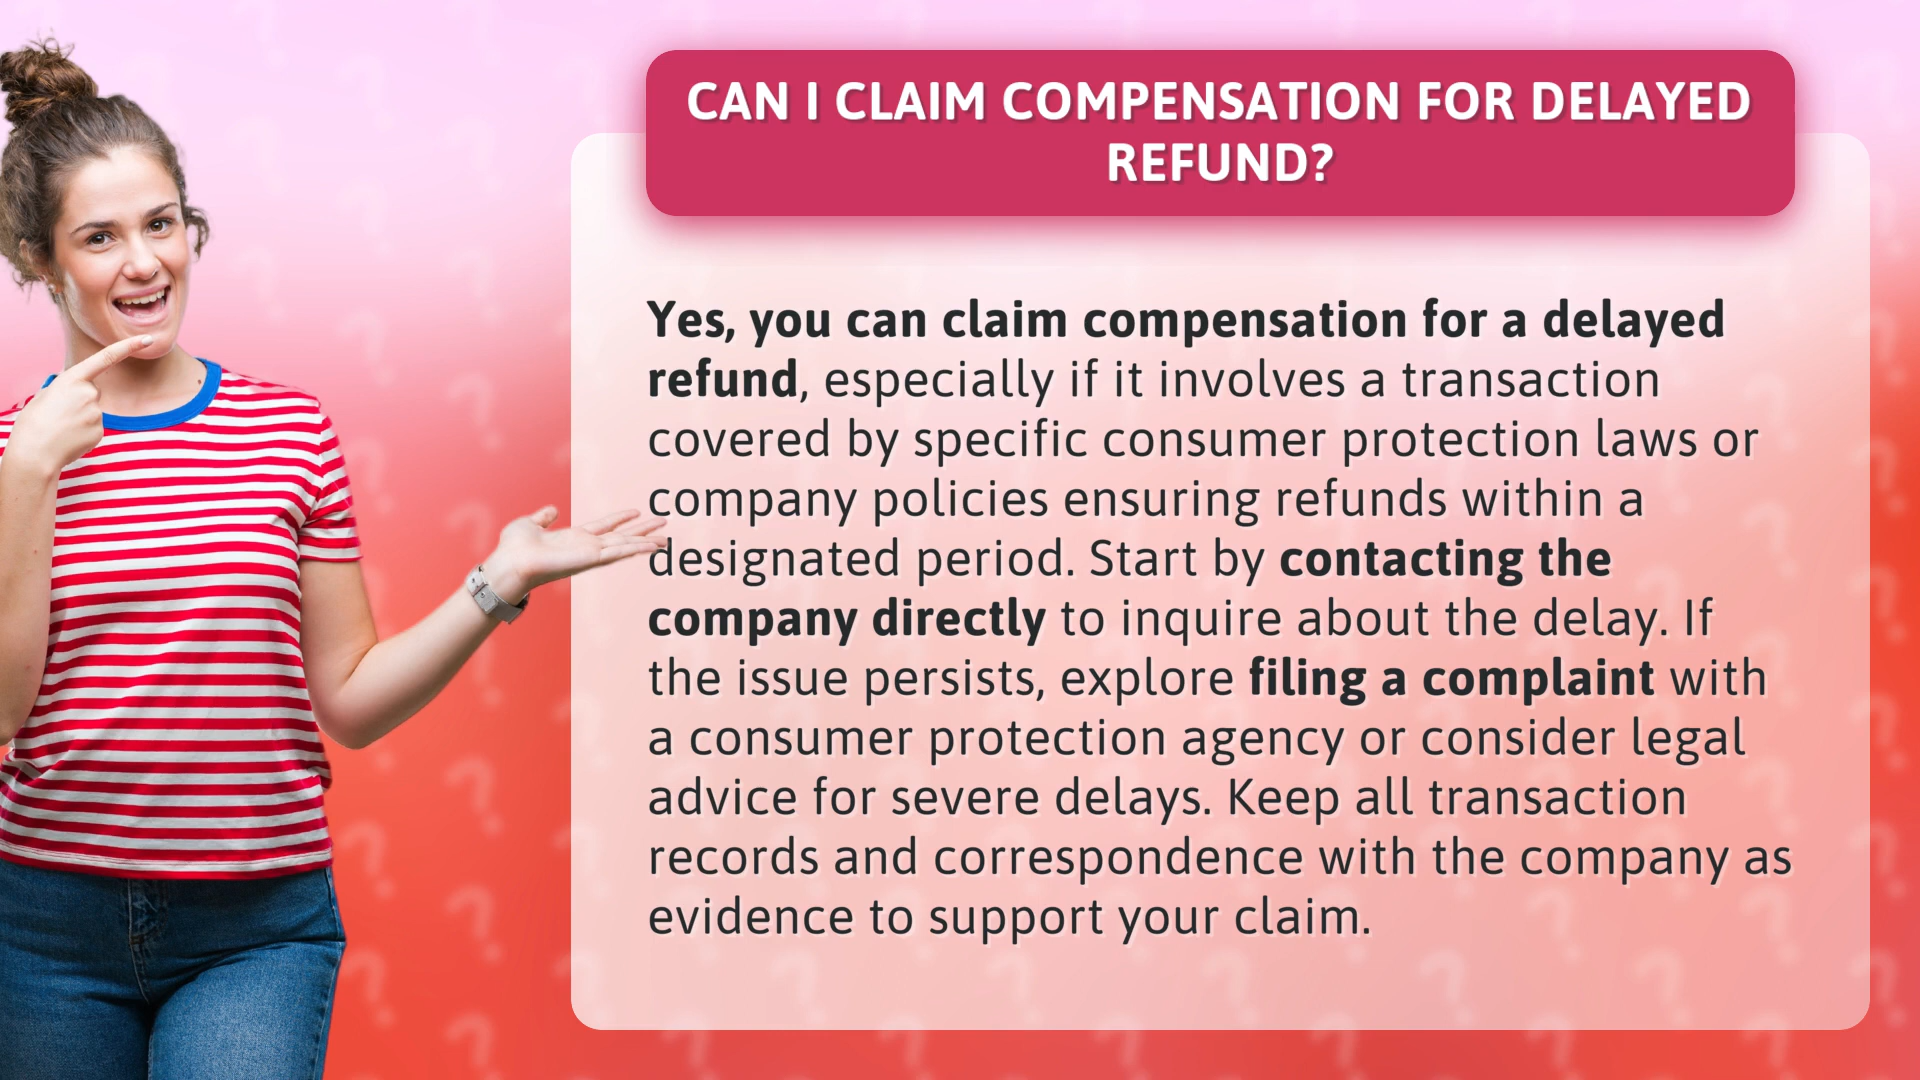 CAN I CLAIM COMPENSATION FOR DELAYED
REFUND?
Yes, you can claim compensation for a delayed
refund, especially if it involves a transaction
covered by specific consumer protection laws or
company policies ensuring refunds within a
designated period. Start by contacting the
company directly to inquire about the delay. If
the issue persists, explore filing a complaint with
a consumer protection agency or consider legal
advice for severe delays. Keep all transaction
records and correspondence with the company as
evidence to support your claim.